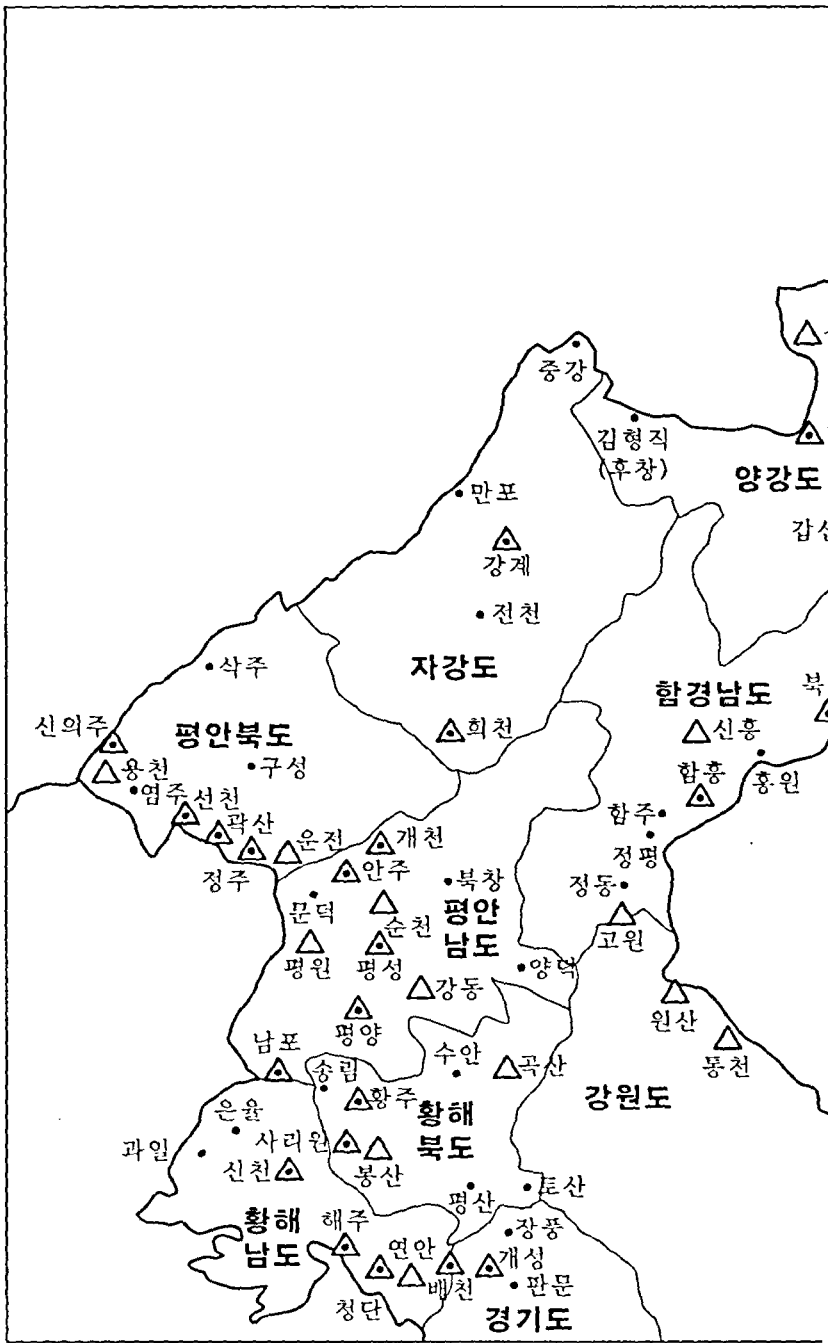 중강
김형직
(후창)
양강도
만포
강계
전천
삭주
자강도
함경남도
신의주
평안북도
희천
신흥
용천
구성
함흥
홍원
염주
선천
곽산
운전
개천
함주
정평
정주
안주
북창
정동
문덕
순천
평안
남도
고원
평원
평성
양덕
강동
원산
평양
남포
수안
통천
송림
곡산
황주
황해
북도
강원도
은율
과일
사리원
신천
봉산
평산
토산
황해
남도
해주
장풍
연안
개성
배천
판문
청단
경기도